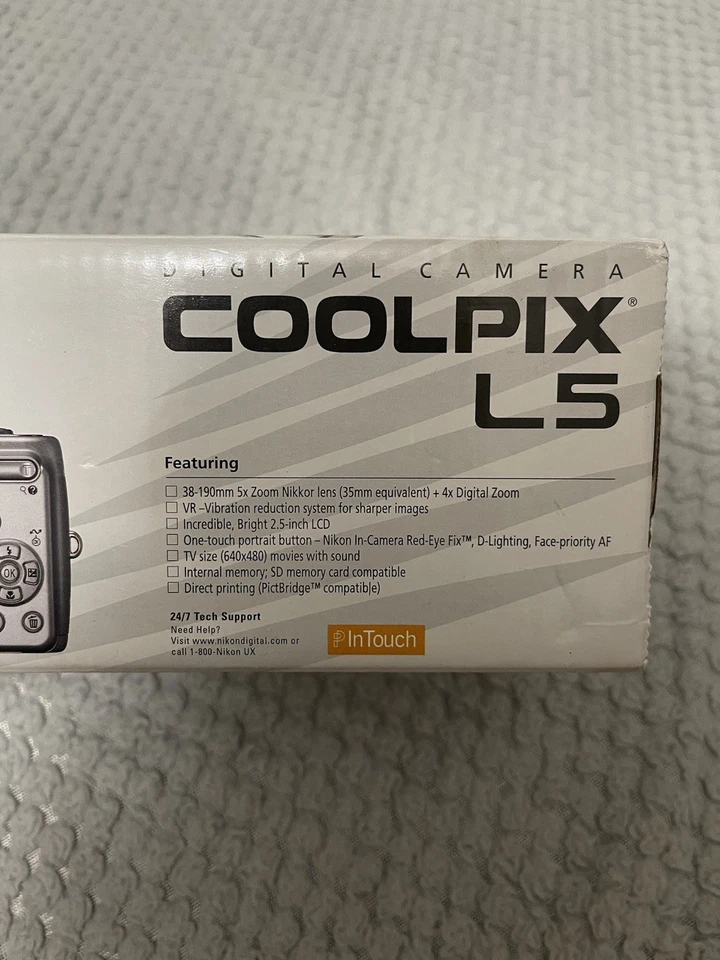 DIGITAL CAMERA
COOLPIX®
L5
Featuring
38-190mm 5x Zoom Nikkor lens (35mm equivalent) + 4x Digital Zoom
VR –Vibration reduction system for sharper images
Incredible, Bright 2.5-inch LCD
One-touch portrait button – Nikon In-Camera Red-Eye Fix™, D-Lighting, Face-priority AF
TV size (640x480) movies with sound
Internal memory; SD memory card compatible
Direct printing (PictBridge™ compatible)
24/7 Tech Support
Need Help?
Visit www.nikondigital.com or
call 1-800-Nikon UX
InTouch
OK